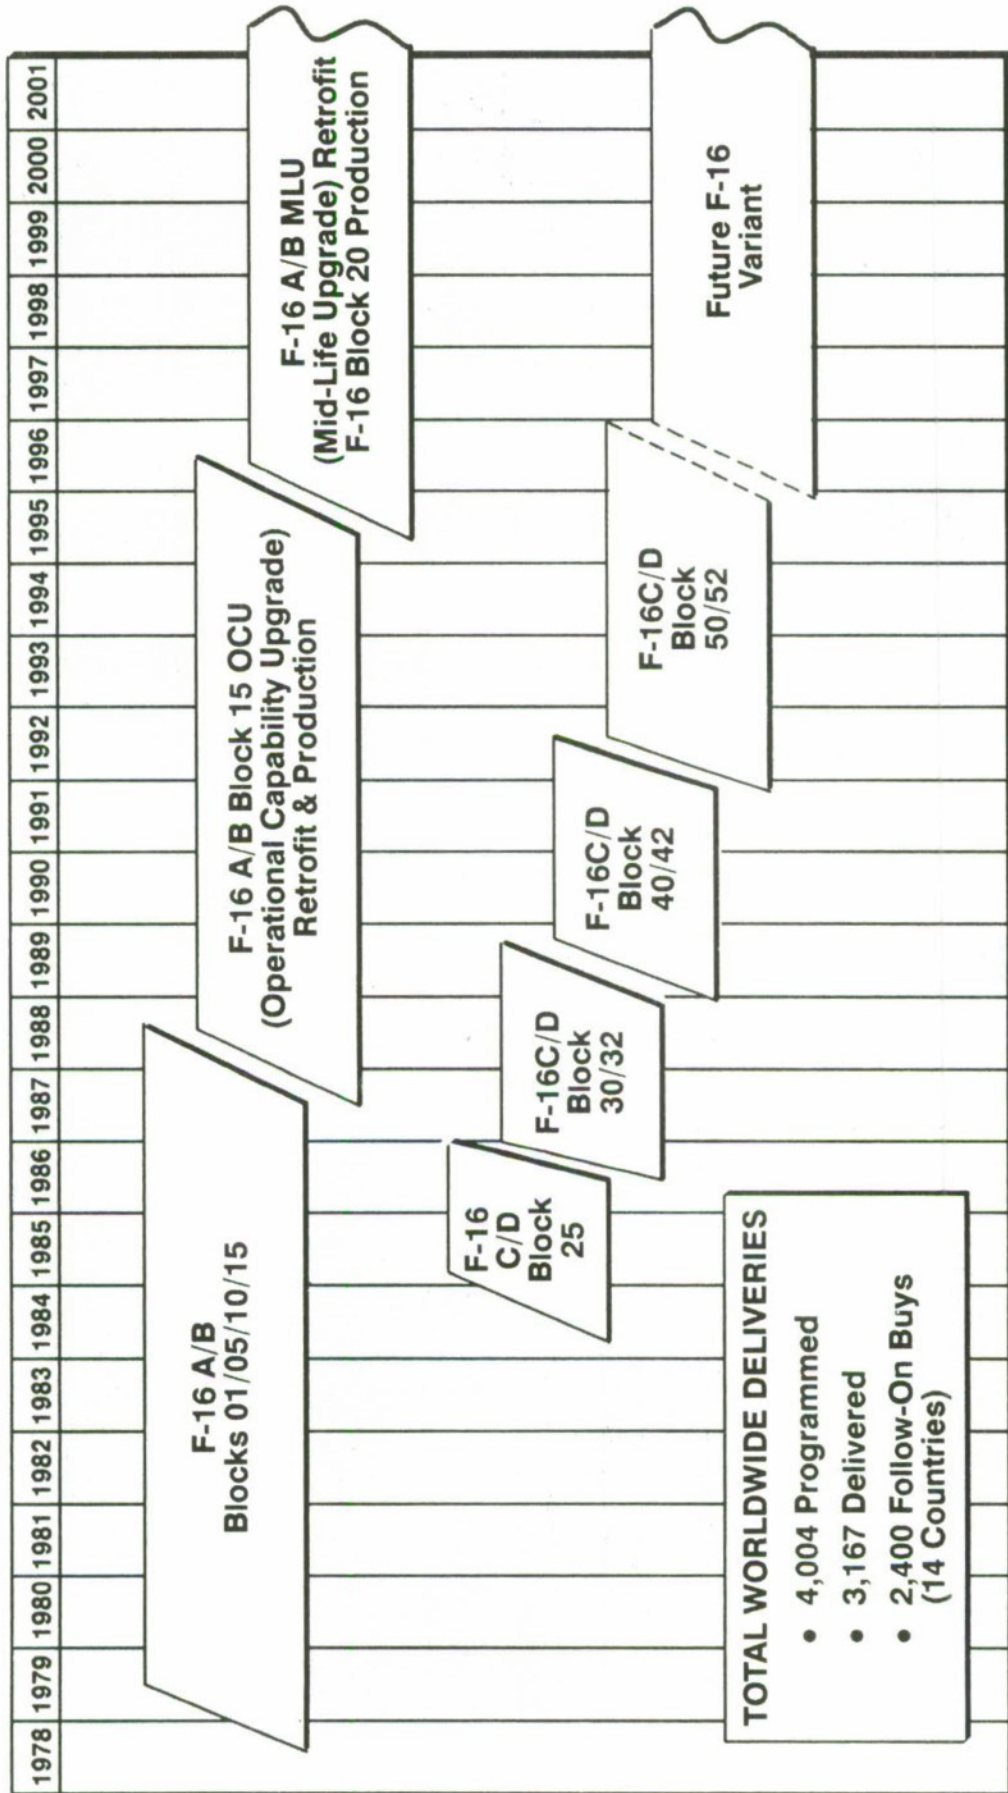 1978 1979 1980 1981 1982 1983 1984 1985 1986 1987 1988 1989 1990 1991 1992 1993 1994 1995 1996 1997 1998 1999 2000 2001
F-16 A/B
Blocks 01/05/10/15
F-16 A/B Block 15 OCU
(Operational Capability Upgrade)
Retrofit & Production
F-16 A/B MLU
(Mid-Life Upgrade) Retrofit
F-16 Block 20 Production
F-16
C/D
Block
25
F-16C/D
Block
30/32
F-16C/D
Block
40/42
F-16C/D
Block
50/52
Future F-16
Variant
TOTAL WORLDWIDE DELIVERIES
• 4,004 Programmed
• 3,167 Delivered
• 2,400 Follow-On Buys
(14 Countries)